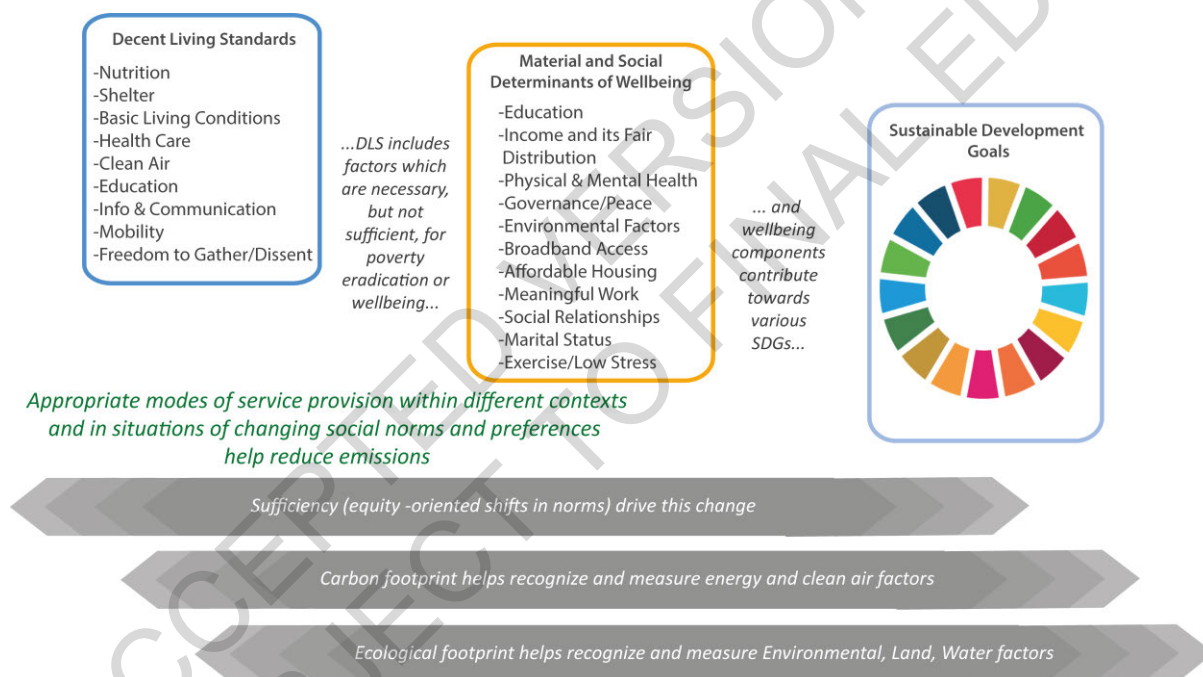 Decent Living Standards
-Nutrition
-Shelter
-Basic Living Conditions
-Health Care
-Clean Air
-Education
-Info & Communication
-Mobility
-Freedom to Gather/Dissent
...DLS includes
factors which
are necessary,
but not
sufficient, for
poverty
eradication or
wellbeing...
Material and Social
Determinants of Wellbeing
-Education
-Income and its Fair
Distribution
-Physical & Mental Health
-Governance/Peace
-Environmental Factors
-Broadband Access
-Affordable Housing
-Meaningful Work
-Social Relationships
-Marital Status
-Exercise/Low Stress
... and
wellbeing
components
contribute
towards
various
SDGs...
Sustainable Development
Goals
Appropriate modes of service provision within different contexts
and in situations of changing social norms and preferences
help reduce emissions
Sufficiency (equity -oriented shifts in norms) drive this change
Carbon footprint helps recognize and measure energy and clean air factors
Ecological footprint helps recognize and measure Environmental, Land, Water factors
CCEPTED VERSION
JECT TO FINAL ED